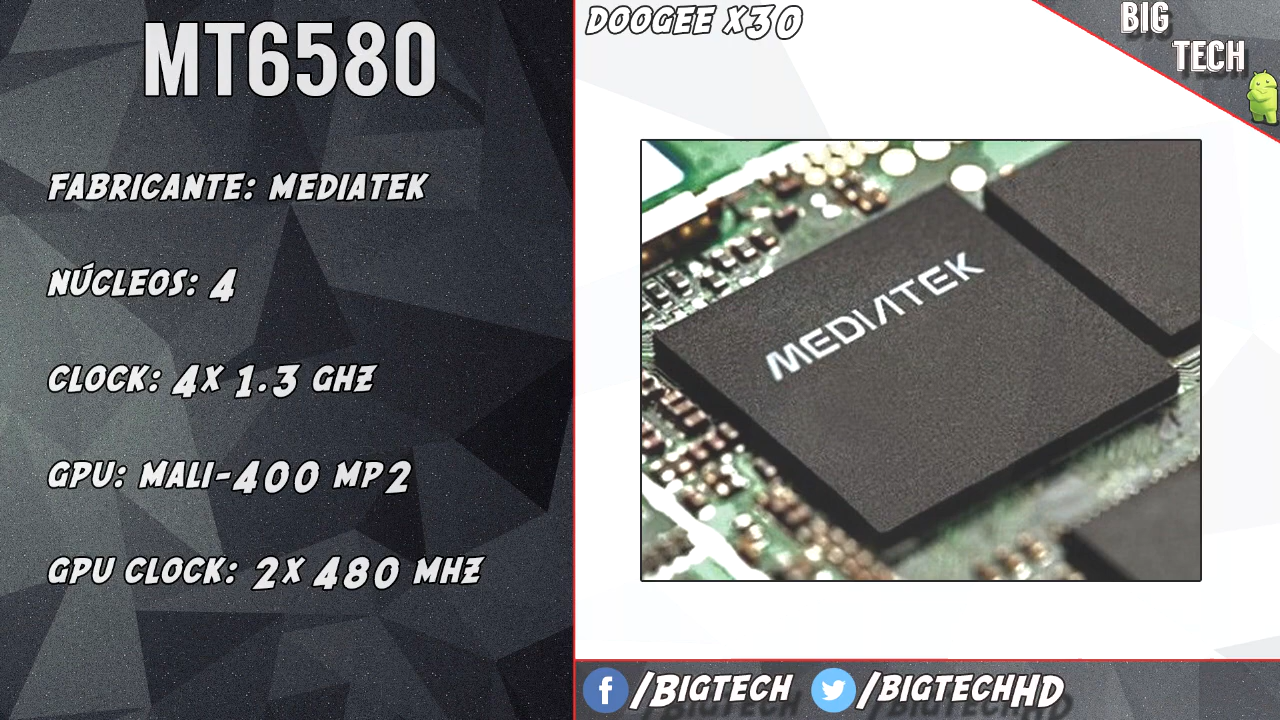 MT6580
FABRICANTE: MEDIATEK
NÚCLEOS: 4
CLOCK: 4X 1.3 GHZ
GPU: MALI-400 MP2
GPU CLOCK: 2X 480 MHZ
DOOGEE X30
BIG
TECH
MEDIATEK
f /BIGTECH /BIGTECHHD